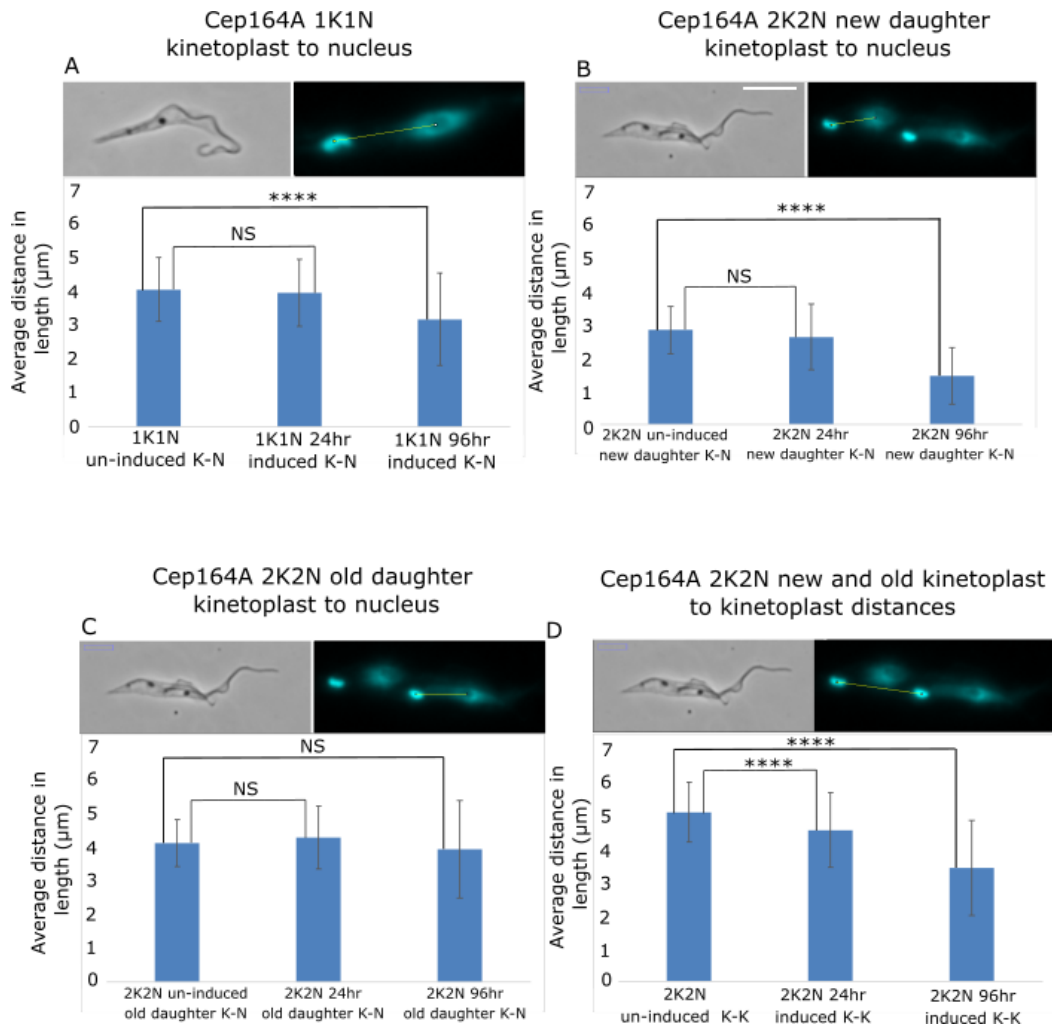 Cep164A 1K1N
kinetoplast to nucleus
A
Average distance in
length (μm)
7
6
5
4
3
2
1
0
****
NS
1K1N
un-induced K-N
1K1N 24hr
induced K-N
1K1N 96hr
induced K-N
Cep164A 2K2N new daughter
kinetoplast to nucleus
B
Average distance in
length (μm)
7
6
5
4
3
2
1
0
****
NS
2K2N un-induced
new daughter K-N
2K2N 24hr
new daughter K-N
2K2N 96hr
new daughter K-N
Cep164A 2K2N old daughter
kinetoplast to nucleus
C
Average distance in
length (μm)
7
6
5
4
3
2
1
0
NS
NS
2K2N un-induced
old daughter K-N
2K2N 24hr
old daughter K-N
2K2N 96hr
old daughter K-N
Cep164A 2K2N new and old kinetoplast
to kinetoplast distances
D
Average distance in
length (μm)
7
6
5
4
3
2
1
0
****
****
2K2N
un-induced K-K
2K2N 24hr
induced K-K
2K2N 96hr
induced K-K